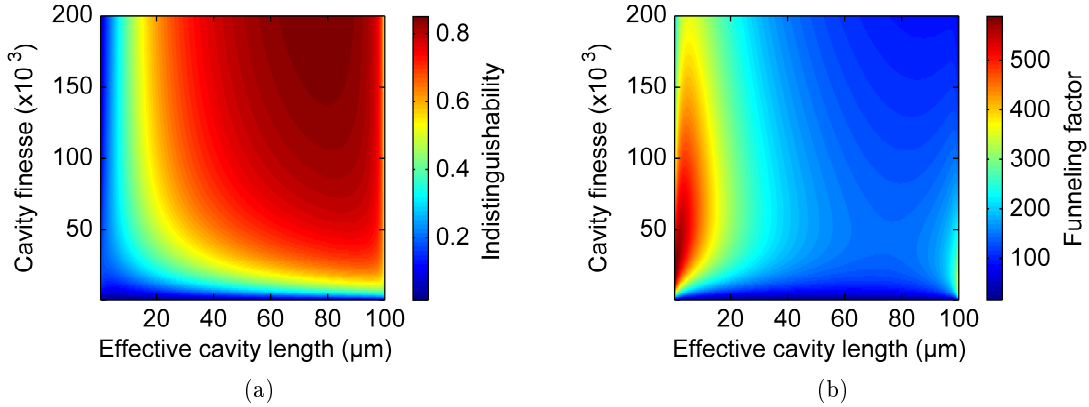 200
150
100
50
Cavity finesse (x10 3)
20 40 60 80 100
Effective cavity length (µm)
0.8
0.6
0.4
0.2
Indistinguishability
(a)
200
150
100
50
Cavity finesse (x10 3)
20 40 60 80 100
Effective cavity length (µm)
500
400
300
200
100
Funneling factor
(b)